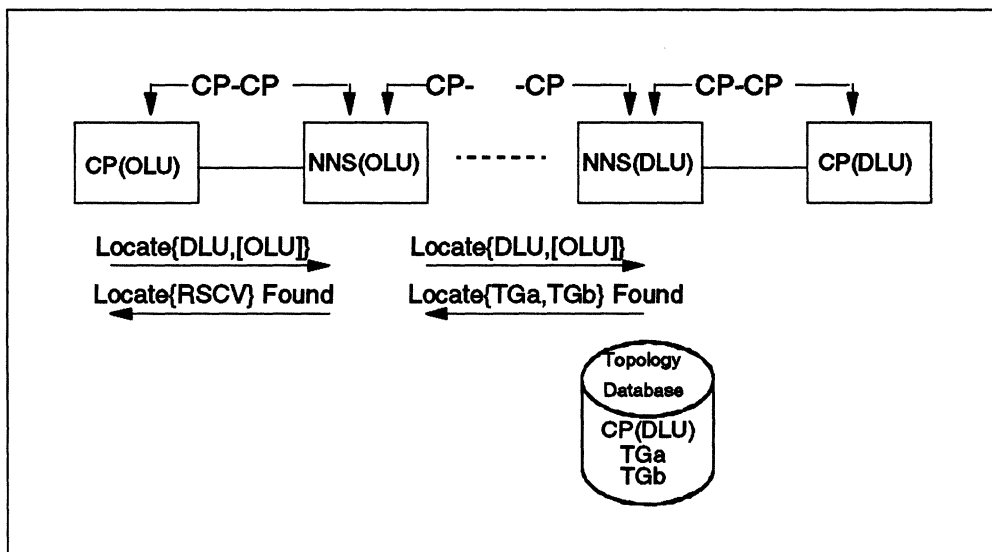 CP-CP CP- -CP CP-CP
CP(OLU) NNS(OLU) NNS(DLU) CP(DLU)
Locate{DLU,[OLU]} Locate{DLU,[OLU]}
Locate{RSCV} Found Locate{TGa,TGb} Found
Topology
Database
CP(DLU)
TGa
TGb